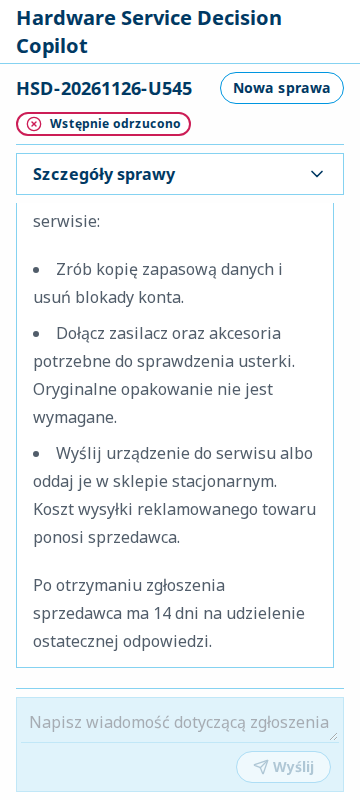 Hardware Service Decision
Copilot
HSD-20261126-U545
Nowa sprawa
Wstępnie odrzucono
Szczegóły sprawy
serwisie:
• Zrób kopię zapasową danych i
usuń blokady konta.
• Dołącz zasilacz oraz akcesoria
potrzebne do sprawdzenia usterki.
Oryginalne opakowanie nie jest
wymagane.
• Wyślij urządzenie do serwisu albo
oddaj je w sklepie stacjonarnym.
Koszt wysyłki reklamowanego towaru
ponosi sprzedawca.
Po otrzymaniu zgłoszenia
sprzedawca ma 14 dni na udzielenie
ostatecznej odpowiedzi.
Napisz wiadomość dotyczącą zgłoszenia
Wyślij